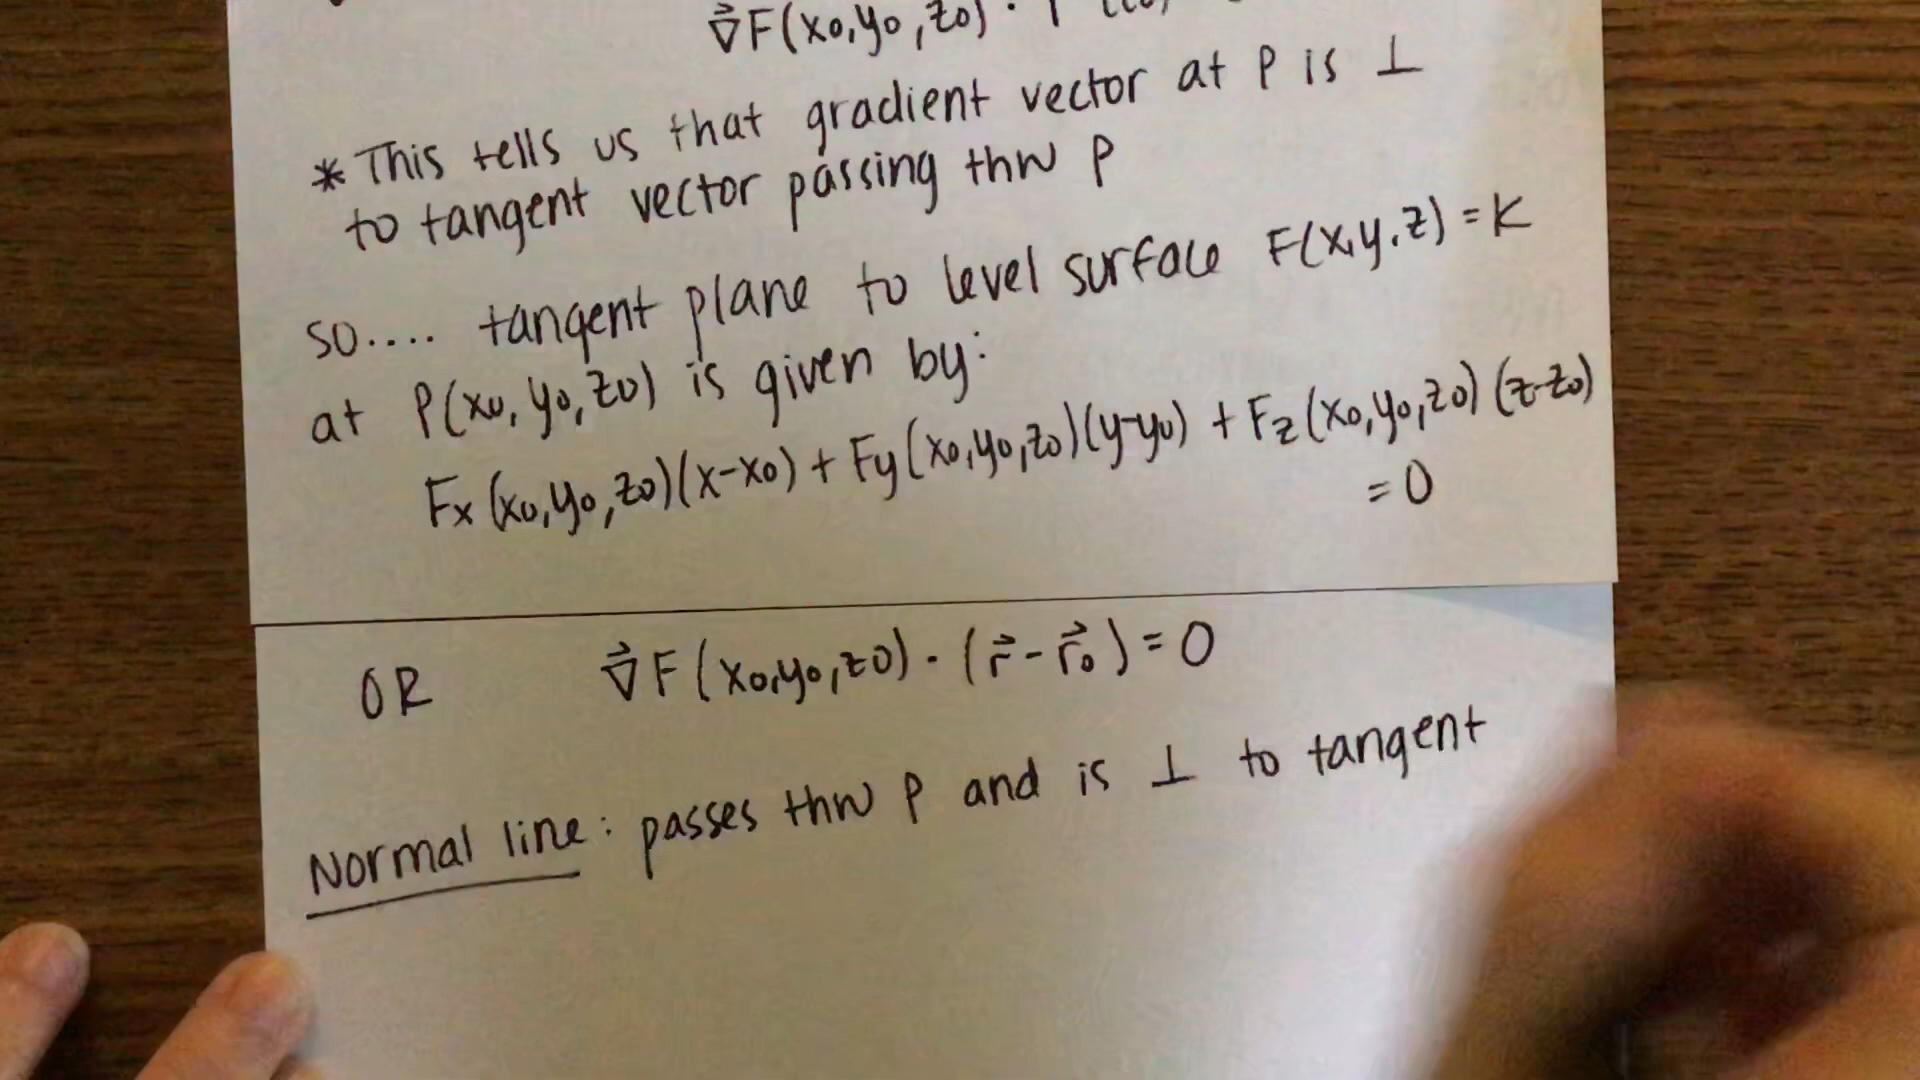 ∇⃗F(x₀,y₀,z₀) ·
* This tells us that gradient vector at P is ⊥
to tangent vector passing thru P
so.... tangent plane to level surface F(x,y,z) = K
at P(x₀, y₀, z₀) is given by:
Fx (x₀,y₀,z₀)(x-x₀) + Fy (x₀,y₀,z₀)(y-y₀) + Fz (x₀,y₀,z₀)(z-z₀)
= 0
OR ∇⃗F(x₀,y₀,z₀) · (r⃗ - r⃗₀) = 0
Normal line: passes thru P and is ⊥ to tangent